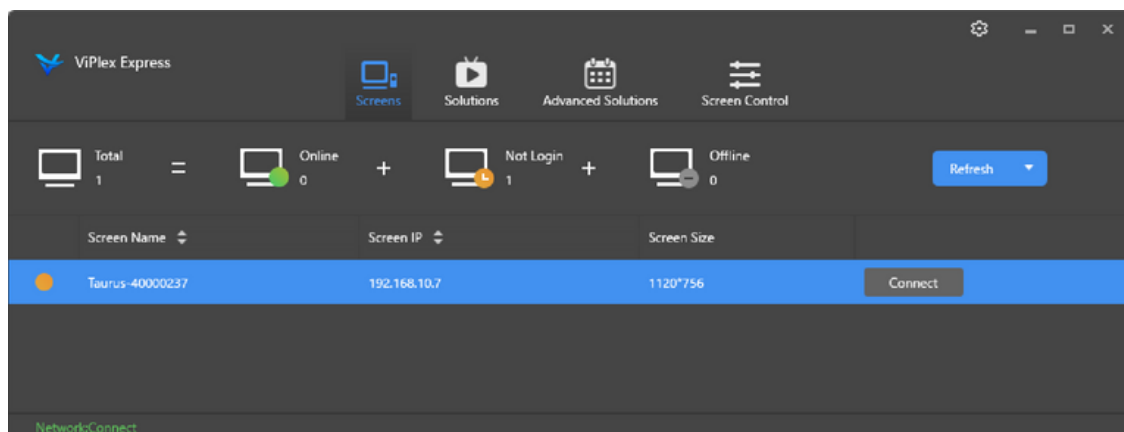 ViPlex Express
Screens Solutions Advanced Solutions Screen Control
Total Online Not Login Offline
1 = 0 + 1 + 0
Refresh
Screen Name Screen IP Screen Size
Taurus-40000237 192.168.10.7 1120*756 Connect
Network:Connect